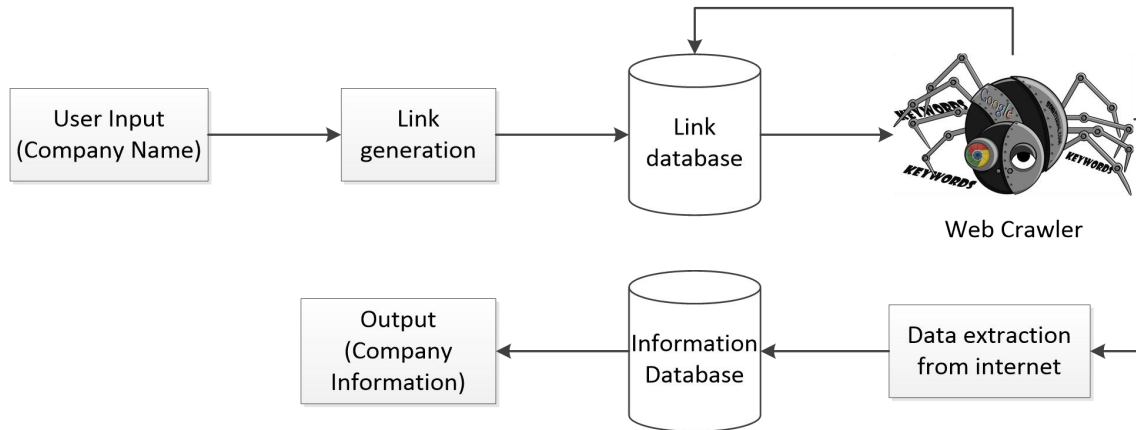 User Input
(Company Name)
Link
generation
Link
database
KEYWORDS
Google
KEYWORDS
KEYWORDS
Web Crawler
Output
(Company
Information)
Information
Database
Data extraction
from internet